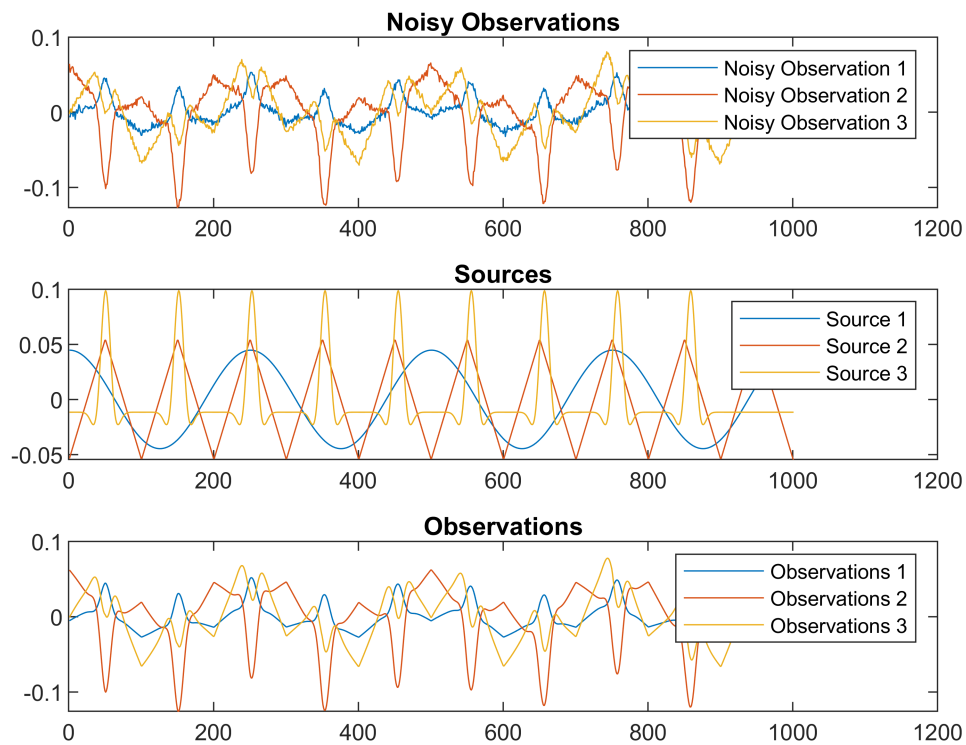 Noisy Observations
0.1
0
-0.1
Noisy Observation 1
Noisy Observation 2
Noisy Observation 3
0 200 400 600 800 1000 1200
Sources
0.1
0.05
0
-0.05
Source 1
Source 2
Source 3
0 200 400 600 800 1000 1200
Observations
0.1
0
-0.1
Observations 1
Observations 2
Observations 3
0 200 400 600 800 1000 1200